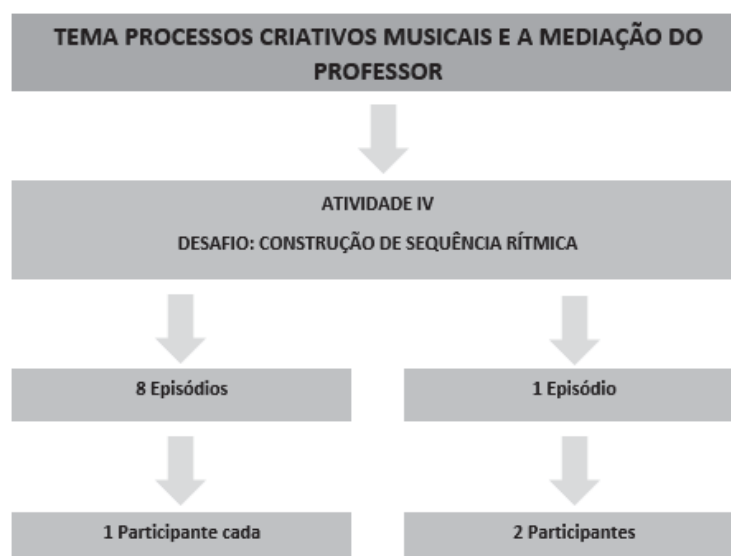 TEMA PROCESSOS CRIATIVOS MUSICAIS E A MEDIAÇÃO DO
PROFESSOR
ATIVIDADE IV
DESAFIO: CONSTRUÇÃO DE SEQUÊNCIA RÍTMICA
8 Episódios
1 Episódio
1 Participante cada
2 Participantes